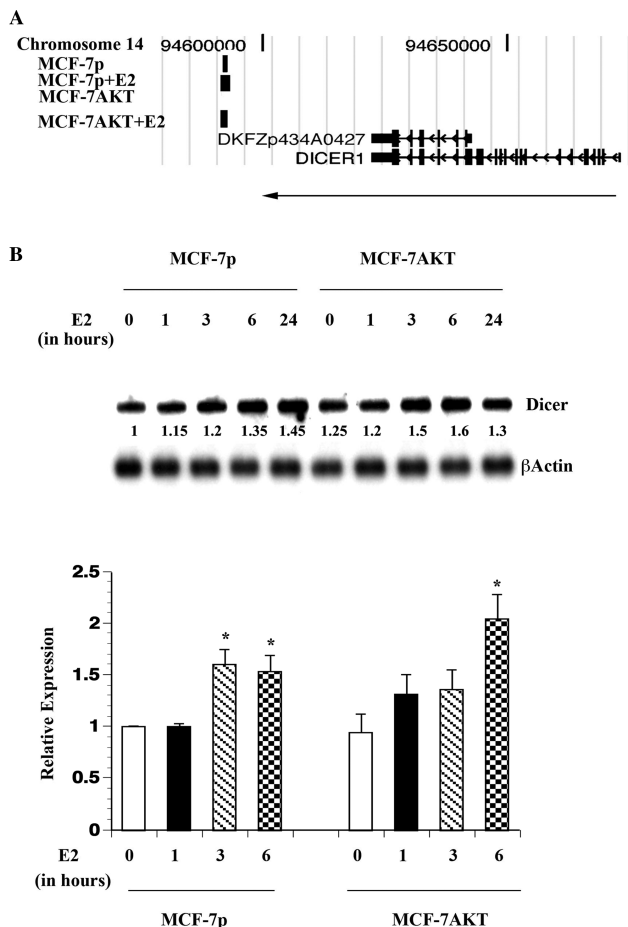 A
Chromosome 14 94600000 94650000
MCF-7p
MCF-7p+E2
MCF-7AKT
MCF-7AKT+E2
DKFZp434A0427
DICER1
B
MCF-7p MCF-7AKT
E2 0 1 3 6 24 0 1 3 6 24
(in hours)
Dicer
1 1.15 1.2 1.35 1.45 1.25 1.2 1.5 1.6 1.3
βActin
2.5
*
2
* *
1.5
1
0.5
0
Relative Expression
E2 0 1 3 6 0 1 3 6
(in hours)
MCF-7p MCF-7AKT